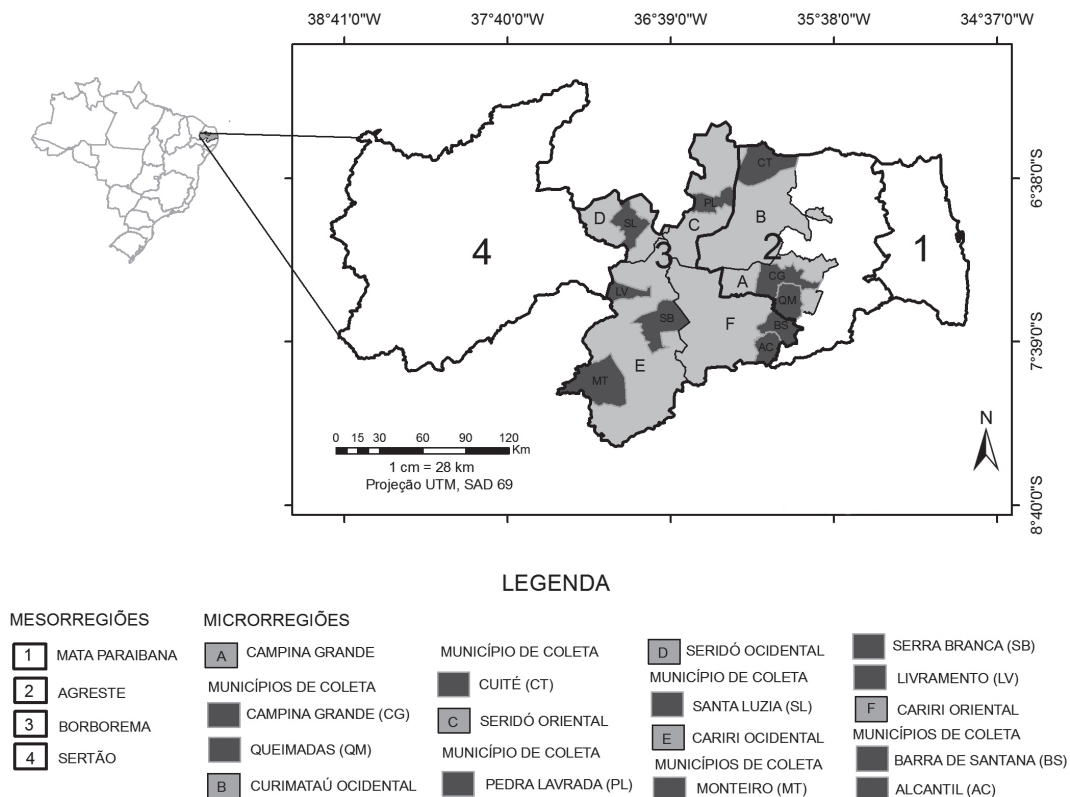 38°41'0"W 37°40'0"W 36°39'0"W 35°38'0"W 34°37'0"W
6°38'0"S
7°39'0"S
8°40'0"S
CT
PL
B
D
SL
C
2
1
4
3
A
CG
LV
QM
SB
F
BS
AC
E
MT
N
0 15 30 60 90 120
Km
1 cm = 28 km
Projeção UTM, SAD 69
LEGENDA
MESORREGIÕES
1 MATA PARAIBANA
2 AGRESTE
3 BORBOREMA
4 SERTÃO
MICRORREGIÕES
A CAMPINA GRANDE
MUNICÍPIOS DE COLETA
CAMPINA GRANDE (CG)
QUEIMADAS (QM)
B CURIMATAÚ OCIDENTAL
MUNICÍPIO DE COLETA
CUITÉ (CT)
C SERIDÓ ORIENTAL
MUNICÍPIO DE COLETA
PEDRA LAVRADA (PL)
D SERIDÓ OCIDENTAL
MUNICÍPIO DE COLETA
SANTA LUZIA (SL)
E CARIRI OCIDENTAL
MUNICÍPIOS DE COLETA
MONTEIRO (MT)
SERRA BRANCA (SB)
LIVRAMENTO (LV)
F CARIRI ORIENTAL
MUNICÍPIOS DE COLETA
BARRA DE SANTANA (BS)
ALCANTIL (AC)